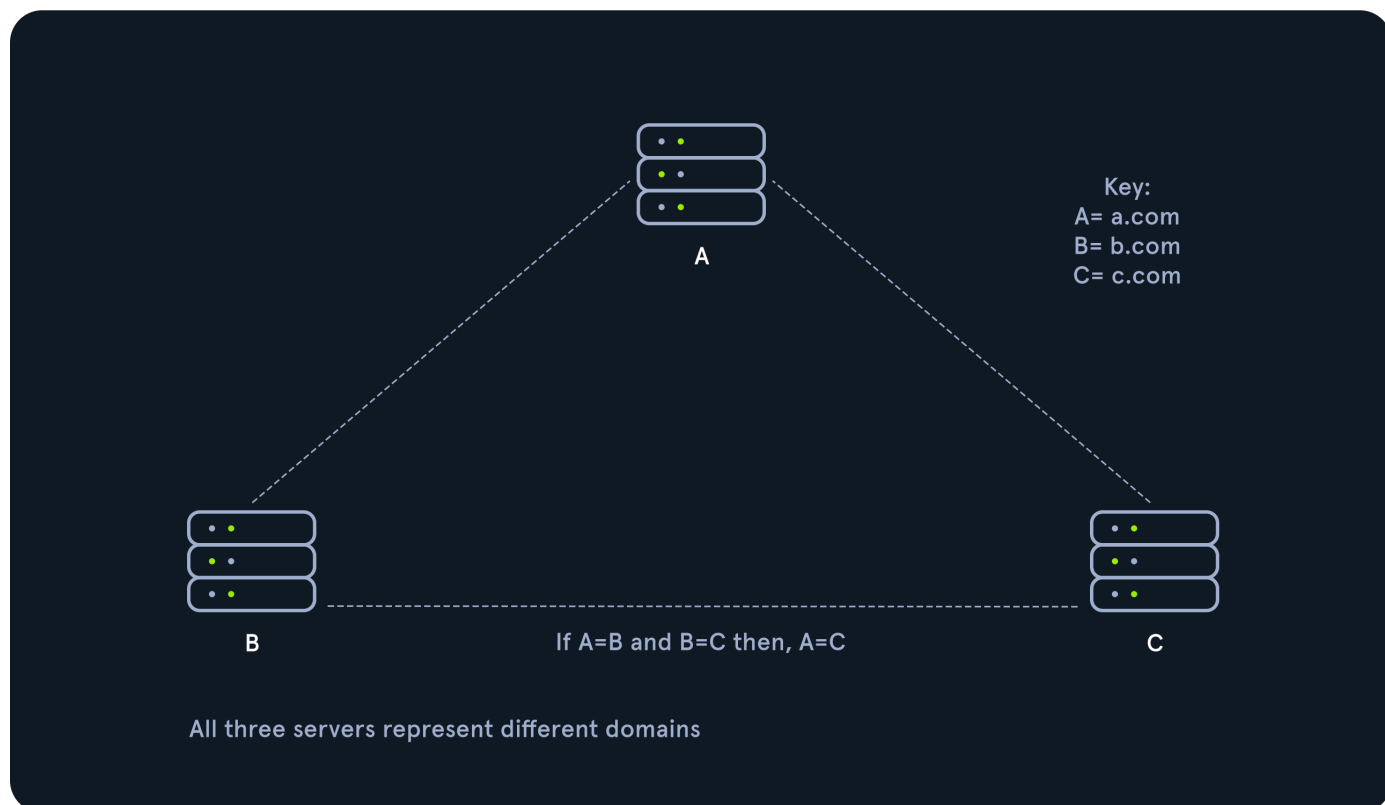 A
Key:
A= a.com
B= b.com
C= c.com
B
If A=B and B=C then, A=C
C
All three servers represent different domains